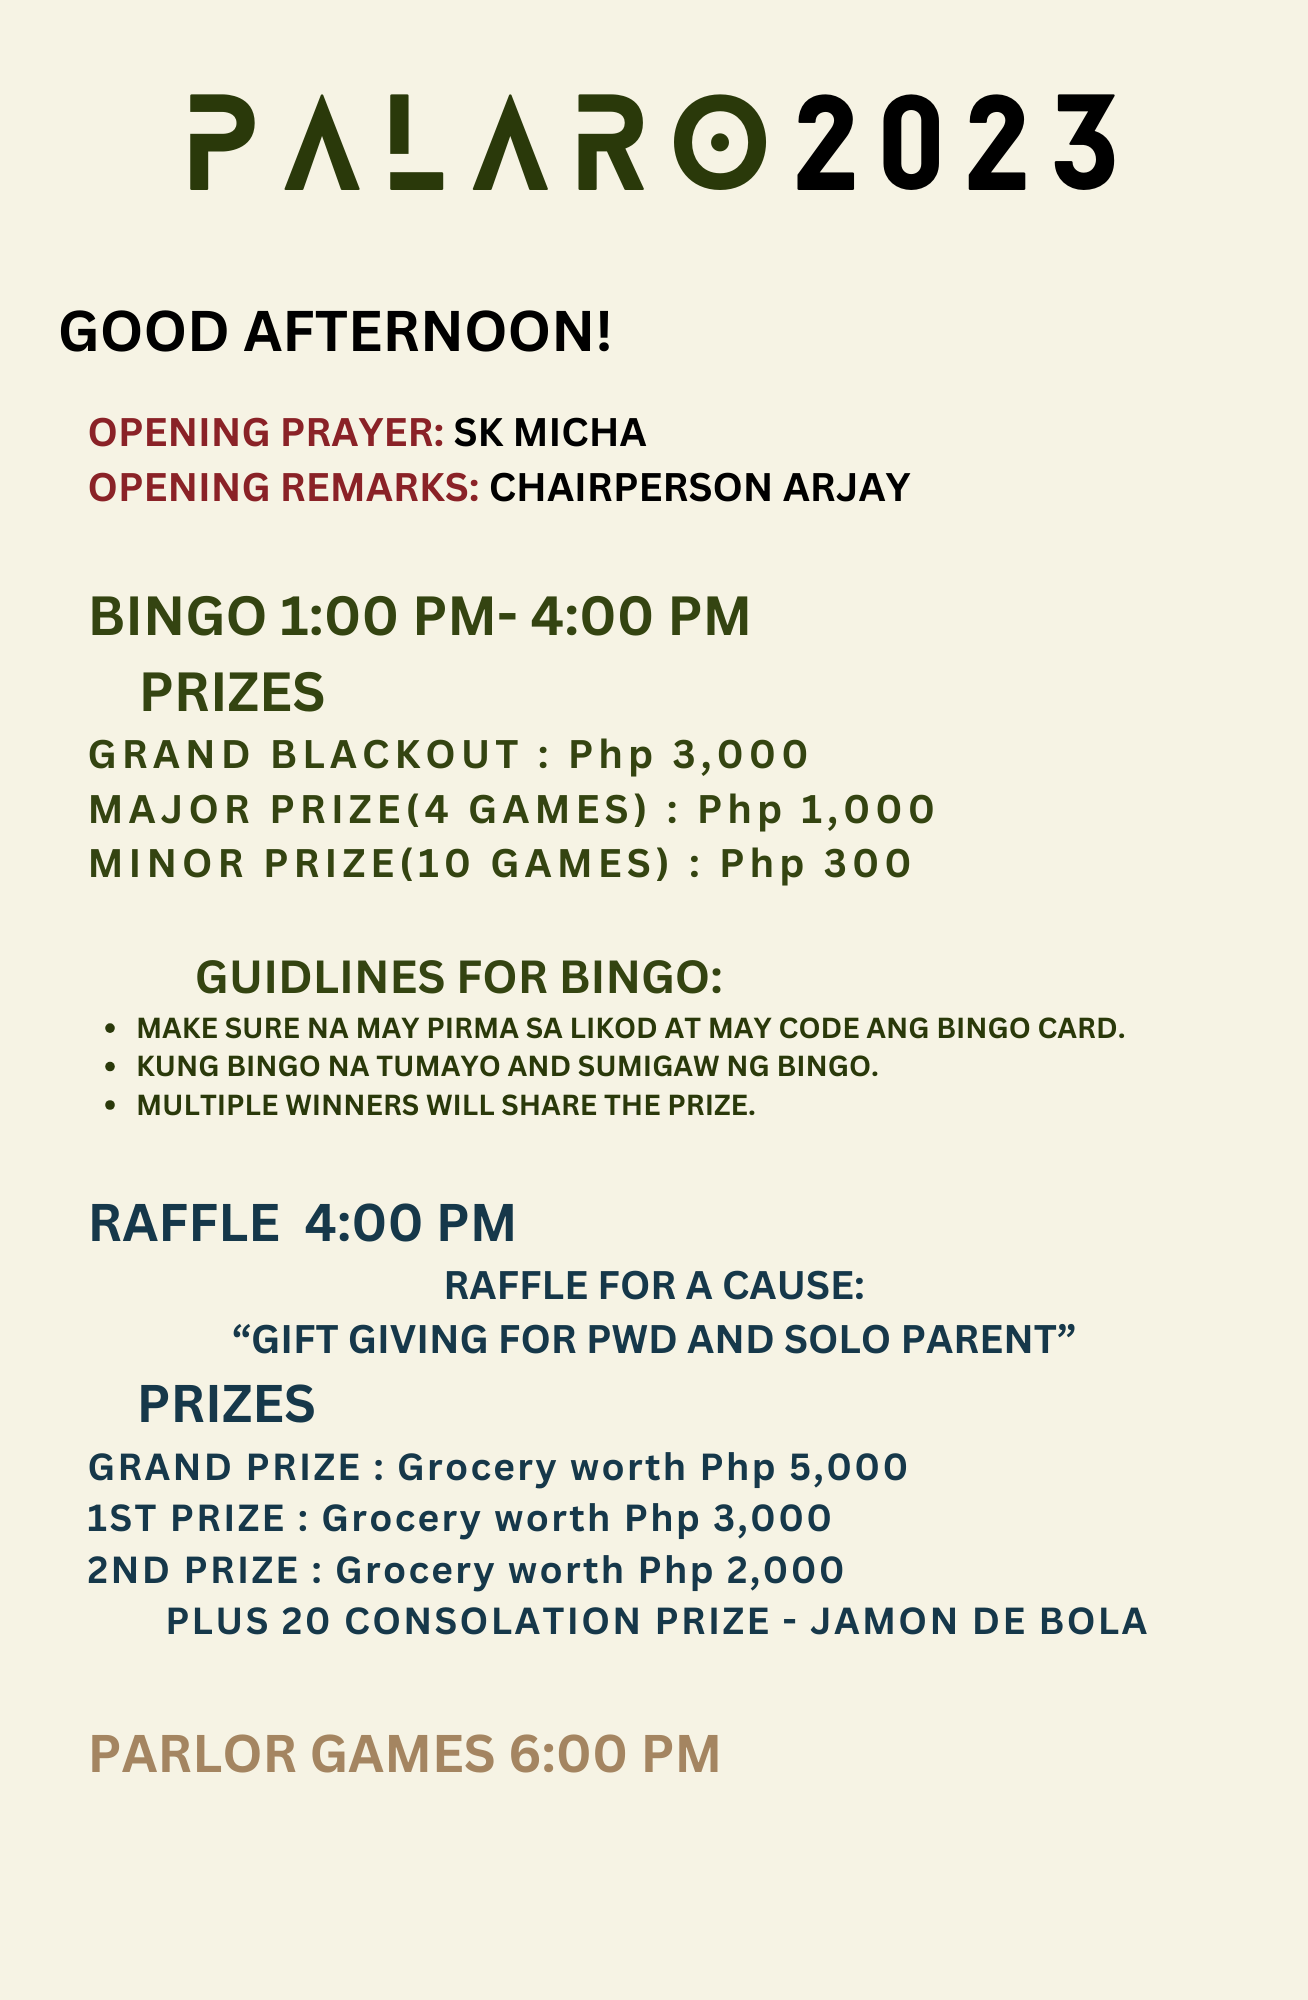 PALARO 2023
GOOD AFTERNOON!
OPENING PRAYER: SK MICHA
OPENING REMARKS: CHAIRPERSON ARJAY
BINGO 1:00 PM- 4:00 PM
PRIZES
GRAND BLACKOUT : Php 3,000
MAJOR PRIZE(4 GAMES) : Php 1,000
MINOR PRIZE(10 GAMES) : Php 300
GUIDLINES FOR BINGO:
• MAKE SURE NA MAY PIRMA SA LIKOD AT MAY CODE ANG BINGO CARD.
• KUNG BINGO NA TUMAYO AND SUMIGAW NG BINGO.
• MULTIPLE WINNERS WILL SHARE THE PRIZE.
RAFFLE 4:00 PM
RAFFLE FOR A CAUSE:
“GIFT GIVING FOR PWD AND SOLO PARENT”
PRIZES
GRAND PRIZE : Grocery worth Php 5,000
1ST PRIZE : Grocery worth Php 3,000
2ND PRIZE : Grocery worth Php 2,000
PLUS 20 CONSOLATION PRIZE - JAMON DE BOLA
PARLOR GAMES 6:00 PM